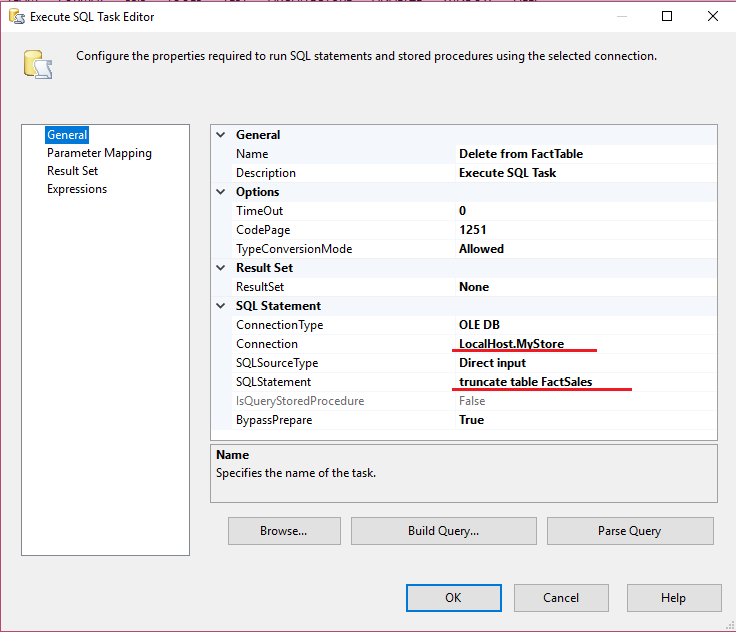 Execute SQL Task Editor
Configure the properties required to run SQL statements and stored procedures using the selected connection.
General
Parameter Mapping
Result Set
Expressions
General
Name Delete from FactTable
Description Execute SQL Task
Options
TimeOut 0
CodePage 1251
TypeConversionMode Allowed
Result Set
ResultSet None
SQL Statement
ConnectionType OLE DB
Connection LocalHost.MyStore
SQLSourceType Direct input
SQLStatement truncate table FactSales
IsQueryStoredProcedure False
BypassPrepare True
Name
Specifies the name of the task.
Browse... Build Query... Parse Query
OK Cancel Help